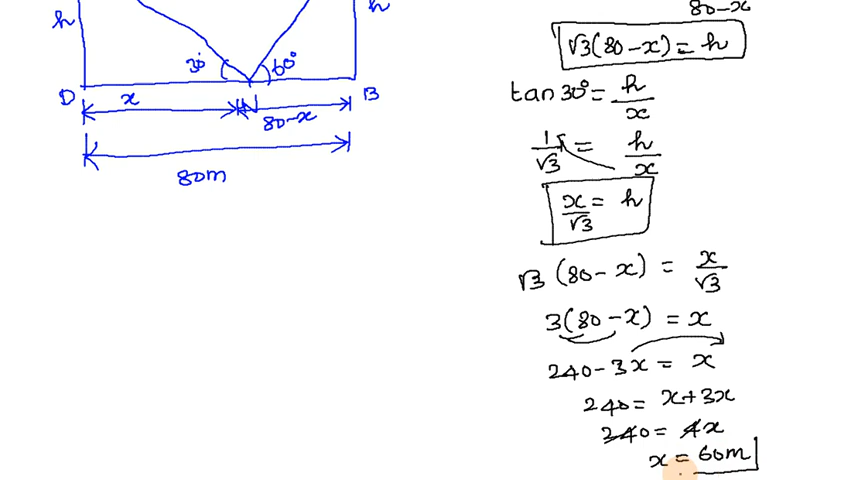 h
h
30°
60°
D
x
80-x
B
80m
80-x
√3(80-x) = h
tan 30° = h/x
1/√3 = h/x
x/√3 = h
√3 (80-x) = x/√3
3(80-x) = x
240-3x = x
240 = x+3x
240 = 4x
x = 60m